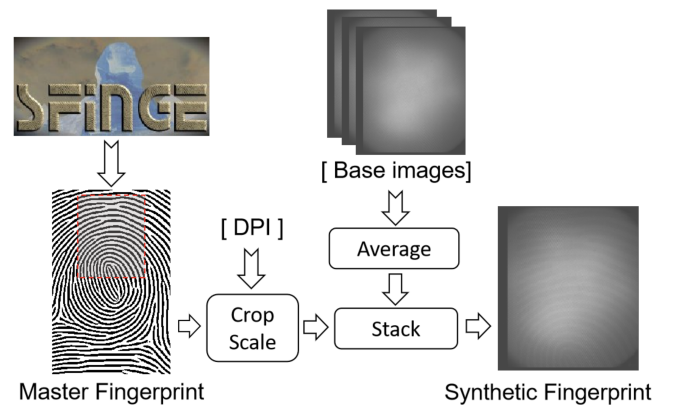 SFINGE
[ Base images]
[ DPI ]
Average
Crop
Scale
Stack
Master Fingerprint
Synthetic Fingerprint